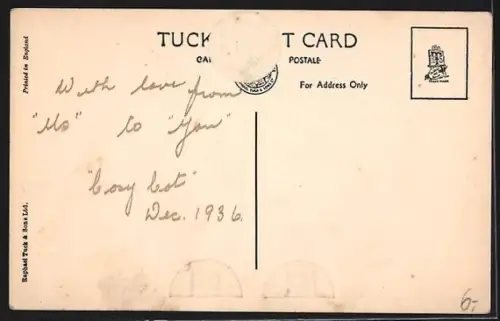 TUCK T CARD
CA POSTALE
For Address Only
With love from
"Us" to "You"
"Cosy Cot"
Dec. 1936.
Printed in England
Raphael Tuck & Sons Ltd.
6,-